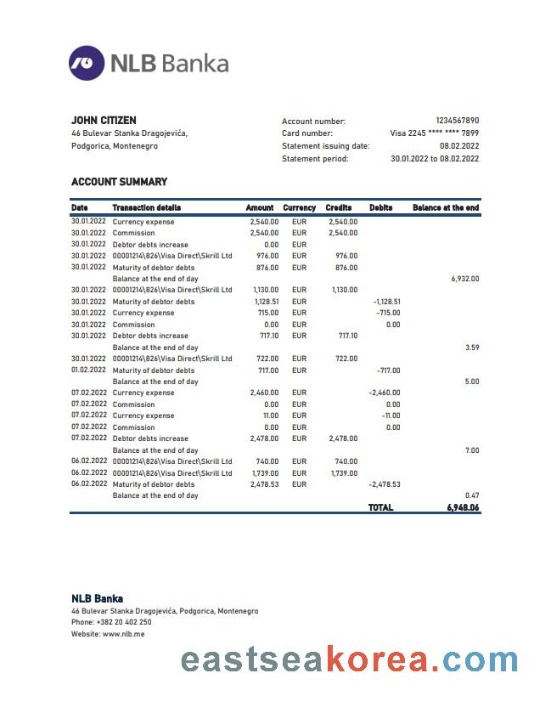 NLB Banka
JOHN CITIZEN
46 Bulevar Stanka Dragojevića,
Podgorica, Montenegro
Account number: 1234567890
Card number: Visa 2245 **** **** 7899
Statement issuing date: 08.02.2022
Statement period: 30.01.2022 to 08.02.2022
ACCOUNT SUMMARY
Date Transaction details Amount Currency Credits Debits Balance at the end
30.01.2022 Currency expense 2,540.00 EUR 2,540.00
30.01.2022 Commission 2,540.00 EUR 2,540.00
30.01.2022 Debtor debts increase 0.00 EUR
30.01.2022 00001214\826\Visa Direct\Skrill Ltd 976.00 EUR 976.00
30.01.2022 Maturity of debtor debts 876.00 EUR 876.00
Balance at the end of day 6,932.00
30.01.2022 00001214\826\Visa Direct\Skrill Ltd 1,130.00 EUR 1,130.00
30.01.2022 Maturity of debtor debts 1,128.51 EUR -1,128.51
30.01.2022 Currency expense 715.00 EUR -715.00
30.01.2022 Commission 0.00 EUR 0.00
30.01.2022 Debtor debts increase 717.10 EUR 717.10
Balance at the end of day 3.59
30.01.2022 00001214\826\Visa Direct\Skrill Ltd 722.00 EUR 722.00
01.02.2022 Maturity of debtor debts 717.00 EUR -717.00
Balance at the end of day 5.00
07.02.2022 Currency expense 2,460.00 EUR -2,460.00
07.02.2022 Commission 0.00 EUR 0.00
07.02.2022 Currency expense 11.00 EUR -11.00
07.02.2022 Commission 0.00 EUR 0.00
07.02.2022 Debtor debts increase 2,478.00 EUR 2,478.00
Balance at the end of day 7.00
06.02.2022 00001214\826\Visa Direct\Skrill Ltd 740.00 EUR 740.00
06.02.2022 00001214\826\Visa Direct\Skrill Ltd 1,739.00 EUR 1,739.00
06.02.2022 Maturity of debtor debts 2,478.53 EUR -2,478.53
Balance at the end of day 0.47
TOTAL 6,948.06
NLB Banka
46 Bulevar Stanka Dragojevića, Podgorica, Montenegro
Phone: +382 20 402 250
Website: www.nlb.me
eastseakorea.com